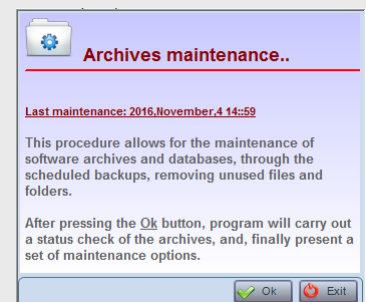 Archives maintenance..
Last maintenance: 2016,November,4 14::59
This procedure allows for the maintenance of
software archives and databases, through the
scheduled backups, removing unused files and
folders.
After pressing the Ok button, program will carry out
a status check of the archives, and, finally present a
set of maintenance options.
Ok Exit